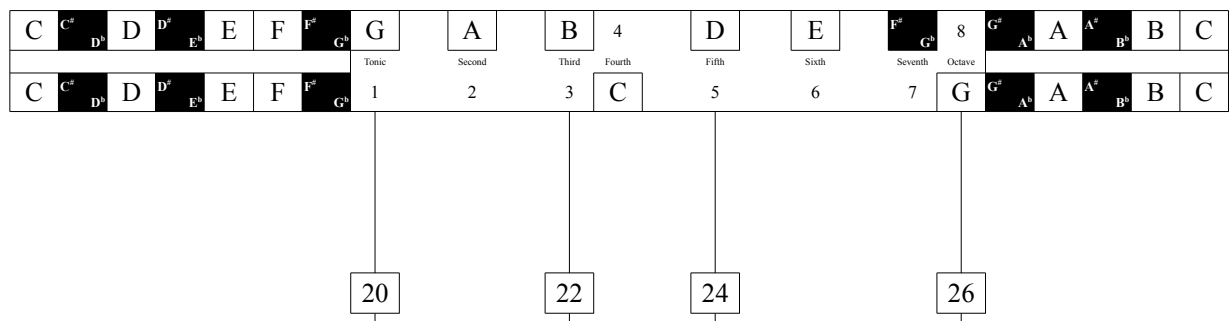 C C# Db D D# Eb E F F# Gb G A B 4 D E F# Gb 8 G# Ab A A# Bb B C
Tonic Second Third Fourth Fifth Sixth Seventh Octave
C C# Db D D# Eb E F F# Gb 1 2 3 C 5 6 7 G G# Ab A A# Bb B C
20 22 24 26